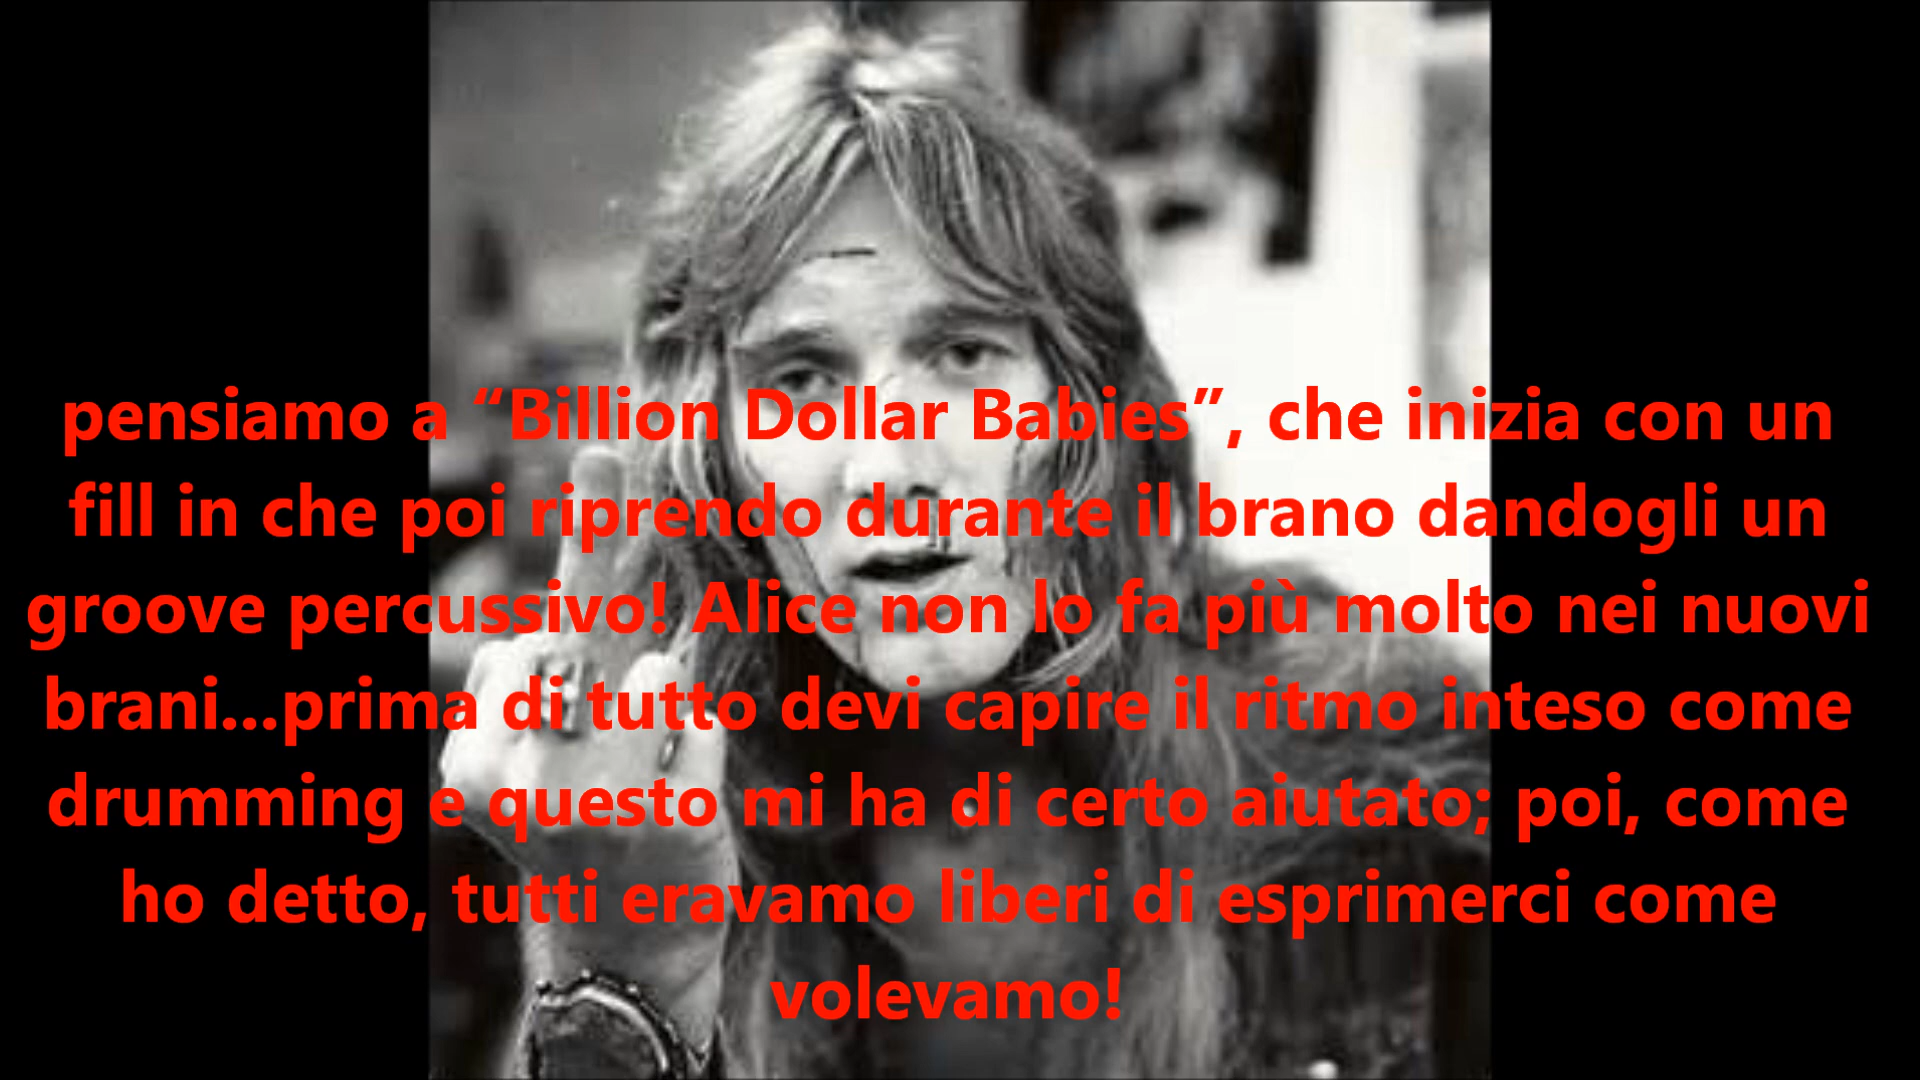 pensiamo a “Billion Dollar Babies”, che inizia con un
fill in che poi riprendo durante il brano dandogli un
groove percussivo! Alice non lo fa più molto nei nuovi
brani...prima di tutto devi capire il ritmo inteso come
drumming e questo mi ha di certo aiutato; poi, come
ho detto, tutti eravamo liberi di esprimerci come
volevamo!